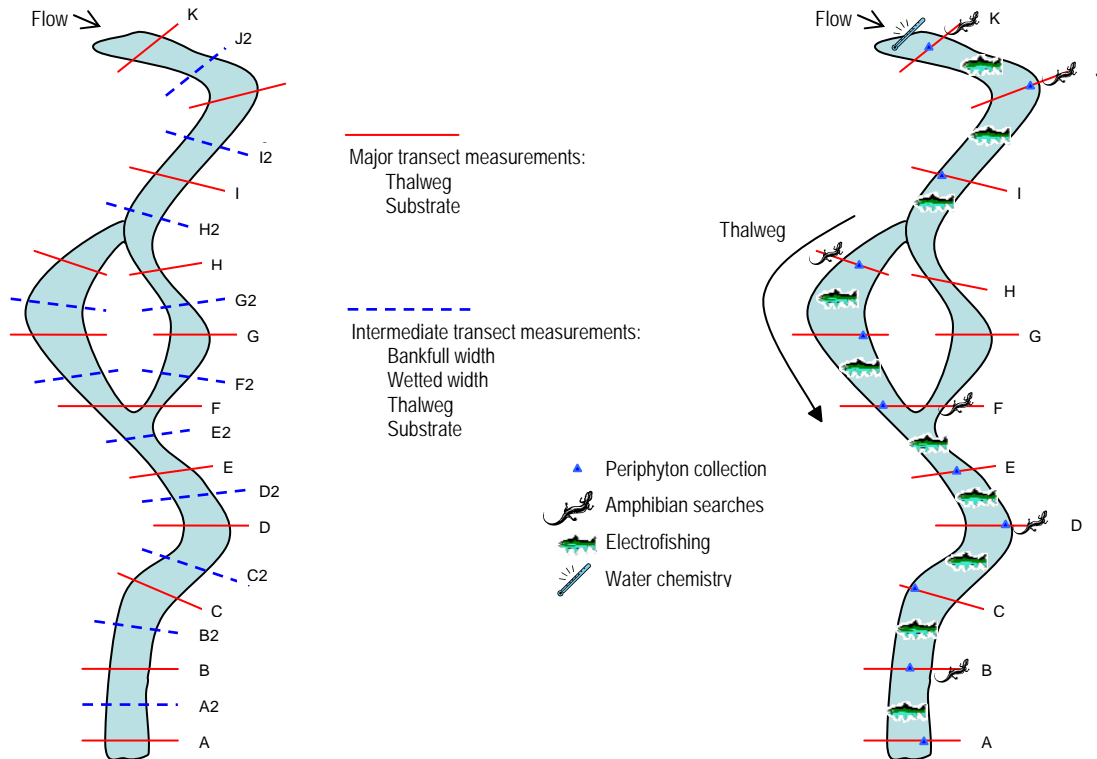 Flow
K
J2
I2
I
H2
H
G2
G
F2
F
E2
E
D2
D
C2
C
B2
B
A2
A
Major transect measurements:
Thalweg
Substrate
Intermediate transect measurements:
Bankfull width
Wetted width
Thalweg
Substrate
Periphyton collection
Amphibian searches
Electrofishing
Water chemistry
Flow
K
I
Thalweg
H
G
F
E
D
C
B
A